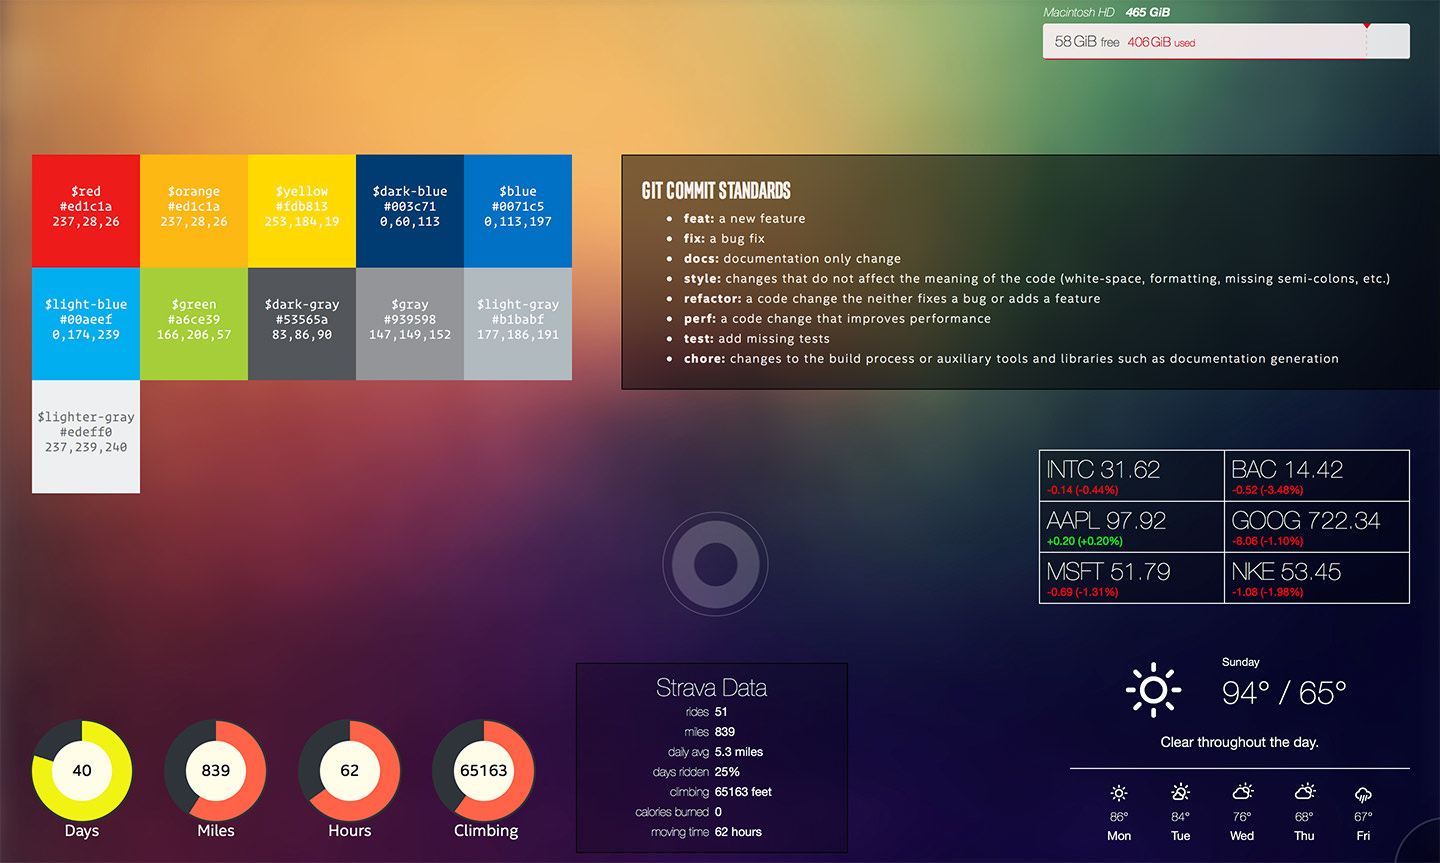 Macintosh HD 465 GiB
58 GiB free 406 GiB used
$red
#ed1c1a
237,28,26
$orange
#ed1c1a
237,28,26
$yellow
#fdb813
253,184,19
$dark-blue
#003c71
0,60,113
$blue
#0071c5
0,113,197
$light-blue
#00aeef
0,174,239
$green
#a6ce39
166,206,57
$dark-gray
#53565a
83,86,90
$gray
#939598
147,149,152
$light-gray
#b1babf
177,186,191
$lighter-gray
#edeff0
237,239,240
GIT COMMIT STANDARDS
• feat: a new feature
• fix: a bug fix
• docs: documentation only change
• style: changes that do not affect the meaning of the code (white-space, formatting, missing semi-colons, etc.)
• refactor: a code change the neither fixes a bug or adds a feature
• perf: a code change that improves performance
• test: add missing tests
• chore: changes to the build process or auxiliary tools and libraries such as documentation generation
INTC 31.62
-0.14 (-0.44%)
BAC 14.42
-0.52 (-3.48%)
AAPL 97.92
+0.20 (+0.20%)
GOOG 722.34
-8.06 (-1.10%)
MSFT 51.79
-0.69 (-1.31%)
NKE 53.45
-1.08 (-1.98%)
40
Days
839
Miles
62
Hours
65163
Climbing
Strava Data
rides 51
miles 839
daily avg 5.3 miles
days ridden 25%
climbing 65163 feet
calories burned 0
moving time 62 hours
Sunday
94° / 65°
Clear throughout the day.
86° 84° 76° 68° 67°
Mon Tue Wed Thu Fri